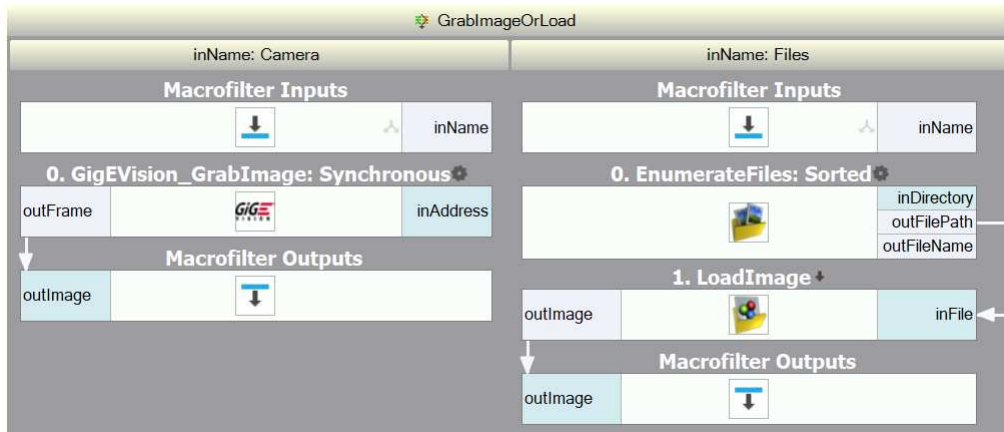 GrabImageOrLoad
inName: Camera
Macrofilter Inputs
inName
0. GigEVision_GrabImage: Synchronous
outFrame
GiGE
VISION
inAddress
Macrofilter Outputs
outImage
inName: Files
Macrofilter Inputs
inName
0. EnumerateFiles: Sorted
inDirectory
outFilePath
outFileName
1. LoadImage
outImage
inFile
Macrofilter Outputs
outImage